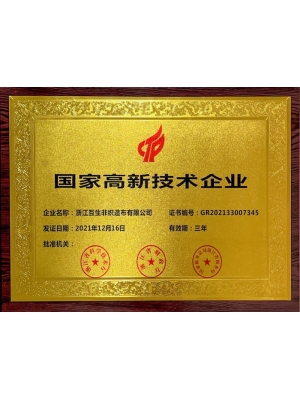 国家高新技术企业
企业名称：浙江互生非织造布有限公司 证书编号：GR202133007345
发证日期：2021年12月16日 有效期：三年
批准机关：